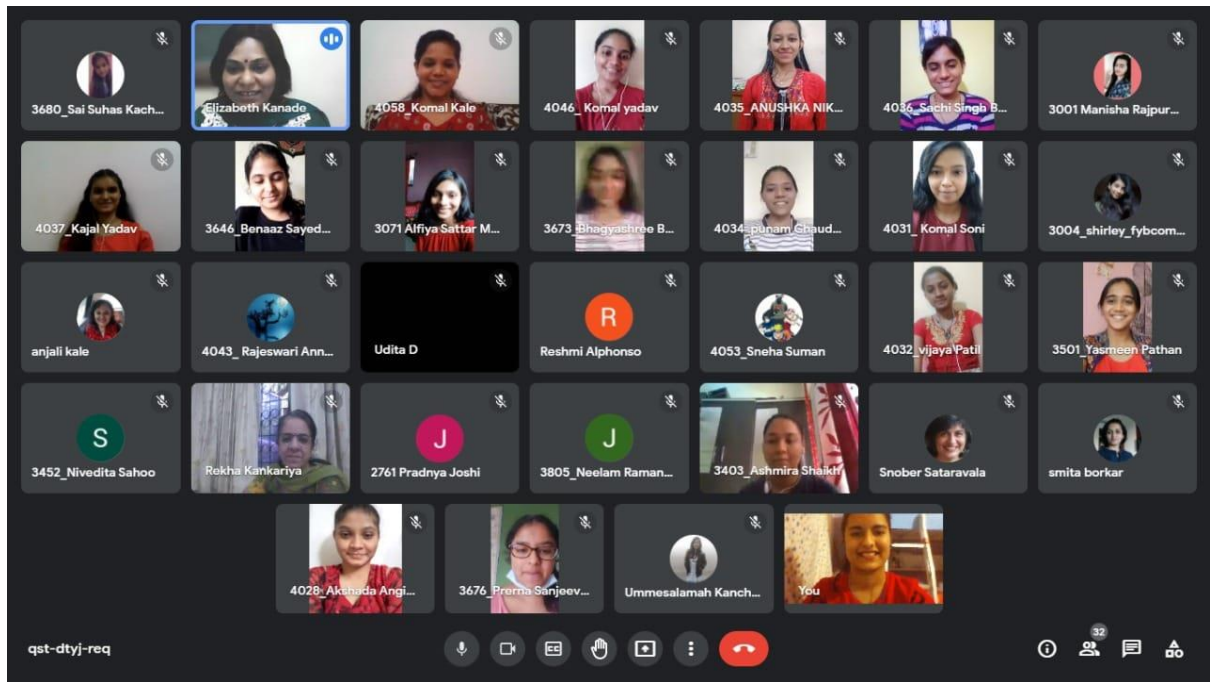 3680_Sai Suhas Kach...
Elizabeth Kanade
4058_Komal Kale
4046_ Komal yadav
4035_ANUSHKA NIK...
4036_Sachi Singh B...
3001 Manisha Rajpur...
4037_Kajal Yadav
3646_Benaaz Sayed...
3071 Alfiya Sattar M...
3673_Bhagyashree B...
4034_punam Chaud...
4031_ Komal Soni
3004_shirley_fybcom...
anjali kale
4043_ Rajeswari Ann...
Udita D
R
Reshmi Alphonso
4053_Sneha Suman
4032_vijaya Patil
3501_Yasmeen Pathan
S
3452_Nivedita Sahoo
Rekha Kankariya
J
2761 Pradnya Joshi
J
3805_Neelam Raman...
3403_Ashmira Shaikh
Snober Sataravala
smita borkar
4028_Akshada Angi...
3676_Prerna Sanjeev...
Ummesalamah Kanch...
You
qst-dtyj-req
CC
32